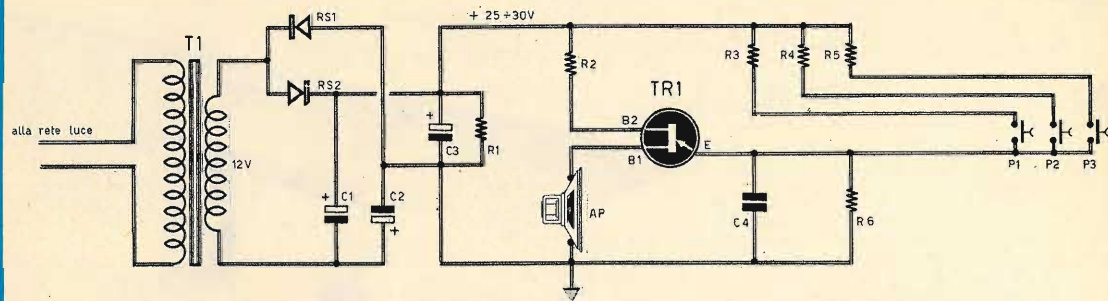 T1
alla rete luce
12V
RS1
RS2
+
C1
C2
+
+ 25÷30V
+
C3
R1
R2
TR1
B2
B1
E
AP
C4
R6
R3
R4
R5
P1
P2
P3